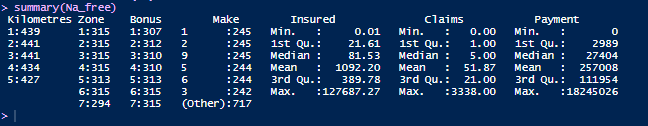 > summary(Na_free)
Kilometres Zone Bonus Make Insured Claims Payment
1:439 1:315 1:307 1 :245 Min. : 0.01 Min. : 0.00 Min. : 0
2:441 2:315 2:312 2 :245 1st Qu.: 21.61 1st Qu.: 1.00 1st Qu.: 2989
3:441 3:315 3:310 9 :245 Median : 81.53 Median : 5.00 Median : 27404
4:434 4:315 4:310 5 :244 Mean : 1092.20 Mean : 51.87 Mean : 257008
5:427 5:313 5:313 6 :244 3rd Qu.: 389.78 3rd Qu.: 21.00 3rd Qu.: 111954
6:315 6:315 3 :242 Max. :127687.27 Max. :3338.00 Max. :18245026
7:294 7:315 (Other):717
>